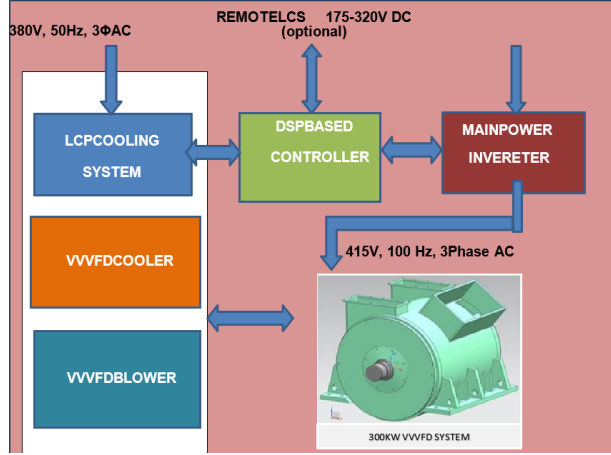 380V, 50Hz, 3ΦAC
REMOTELCS 175-320V DC
(optional)
LCPCOOLING
SYSTEM
DSPBASED
CONTROLLER
MAINPOWER
INVERETER
415V, 100 Hz, 3Phase AC
VVVFDCOOLER
VVVFDBLOWER
300KW VVVFD SYSTEM